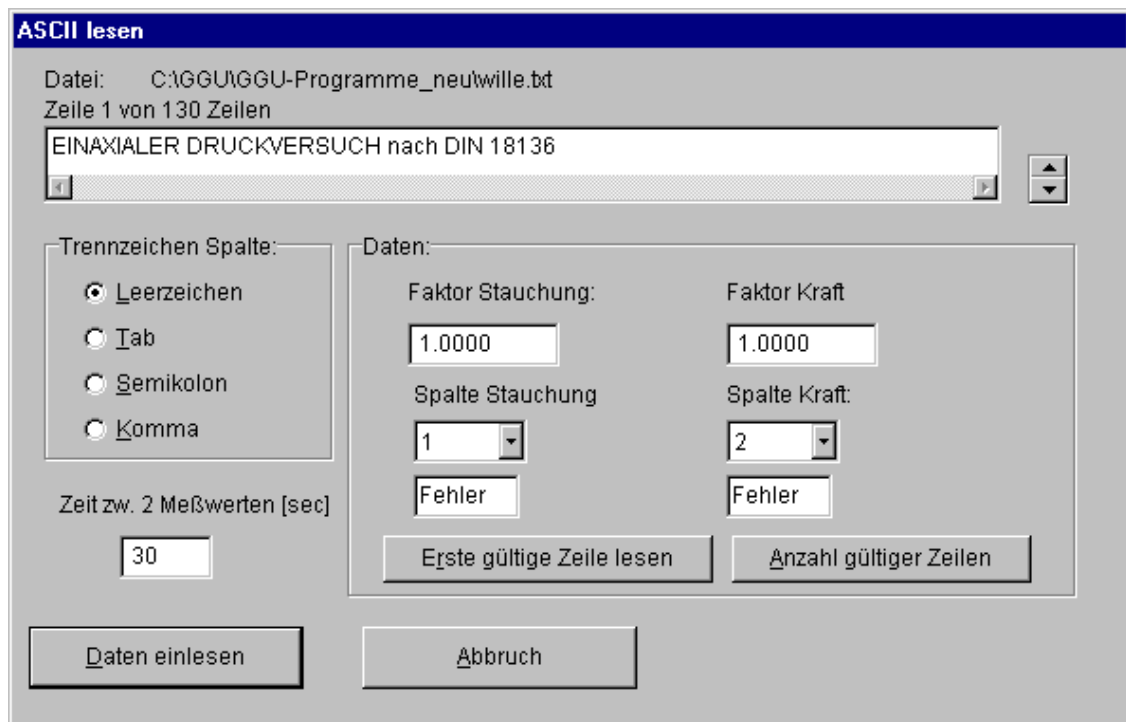 ASCII lesen
Datei: C:\GGU\GGU-Programme_neu\wille.txt
Zeile 1 von 130 Zeilen
EINAXIALER DRUCKVERSUCH nach DIN 18136
Trennzeichen Spalte:
Leerzeichen
Tab
Semikolon
Komma
Zeit zw. 2 Meßwerten [sec]
30
Daten:
Faktor Stauchung: Faktor Kraft
1.0000 1.0000
Spalte Stauchung Spalte Kraft:
1 2
Fehler Fehler
Erste gültige Zeile lesen Anzahl gültiger Zeilen
Daten einlesen Abbruch